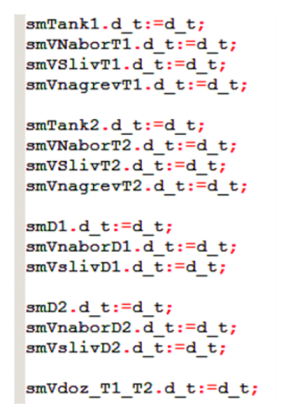 smTank1.d_t:=d_t;
smVNaborT1.d_t:=d_t;
smVSlivT1.d_t:=d_t;
smVnagrevT1.d_t:=d_t;
smTank2.d_t:=d_t;
smVNaborT2.d_t:=d_t;
smVSlivT2.d_t:=d_t;
smVnagrevT2.d_t:=d_t;
smD1.d_t:=d_t;
smVnaborD1.d_t:=d_t;
smVslivD1.d_t:=d_t;
smD2.d_t:=d_t;
smVnaborD2.d_t:=d_t;
smVslivD2.d_t:=d_t;
smVdoz_T1_T2.d_t:=d_t;